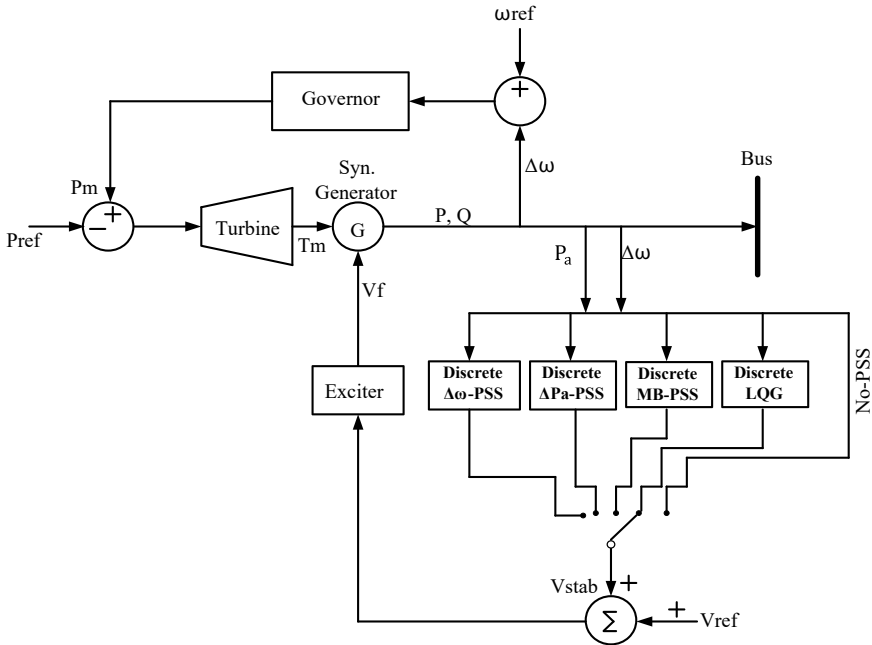 ωref
+
Governor
Δω
Bus
Syn.
Generator
Pm
+
−
Pref
Turbine
Tm
G
P, Q
Pa
Δω
Vf
Discrete
Δω-PSS
Discrete
ΔPa-PSS
Discrete
MB-PSS
Discrete
LQG
No-PSS
Exciter
Vstab
+
+
Σ
Vref